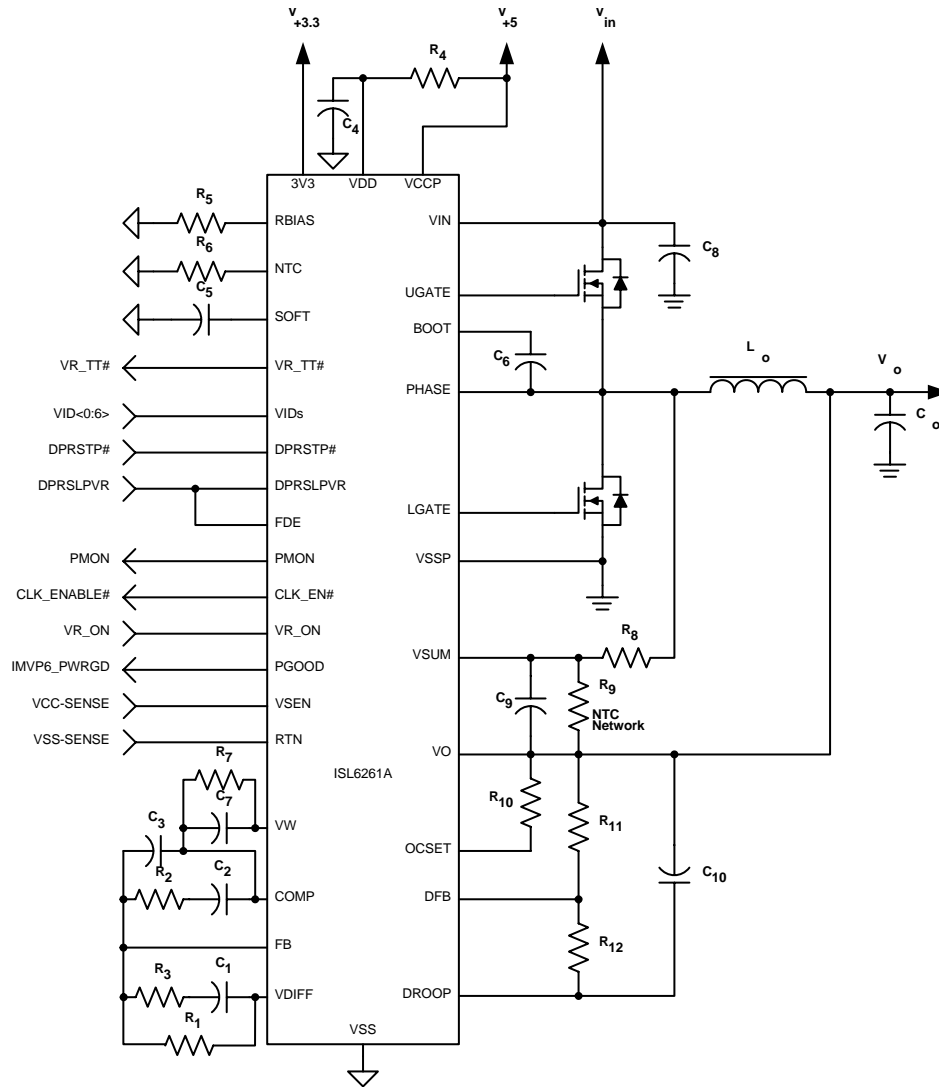 V+3.3
V+5
Vin
R4
C4
3V3
VDD
VCCP
R5
RBIAS
VIN
R6
C8
NTC
C5
UGATE
SOFT
BOOT
C6
Lo
Vo
VR_TT#
VR_TT#
PHASE
Co
VID<0:6>
VIDs
DPRSTP#
DPRSTP#
DPRSLPVR
DPRSLPVR
LGATE
FDE
PMON
PMON
VSSP
CLK_ENABLE#
CLK_EN#
VR_ON
VR_ON
R8
VSUM
IMVP6_PWRGD
PGOOD
R9
VCC-SENSE
VSEN
C9
NTC
Network
VSS-SENSE
RTN
VO
R7
ISL6261A
R10
C7
C3
VW
R11
OCSET
R2
C2
C10
COMP
DFB
FB
R12
R3
C1
VDIFF
DROOP
R1
VSS